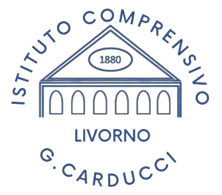 ISTITUTO COMPRENSIVO
1880
LIVORNO
G. CARDUCCI